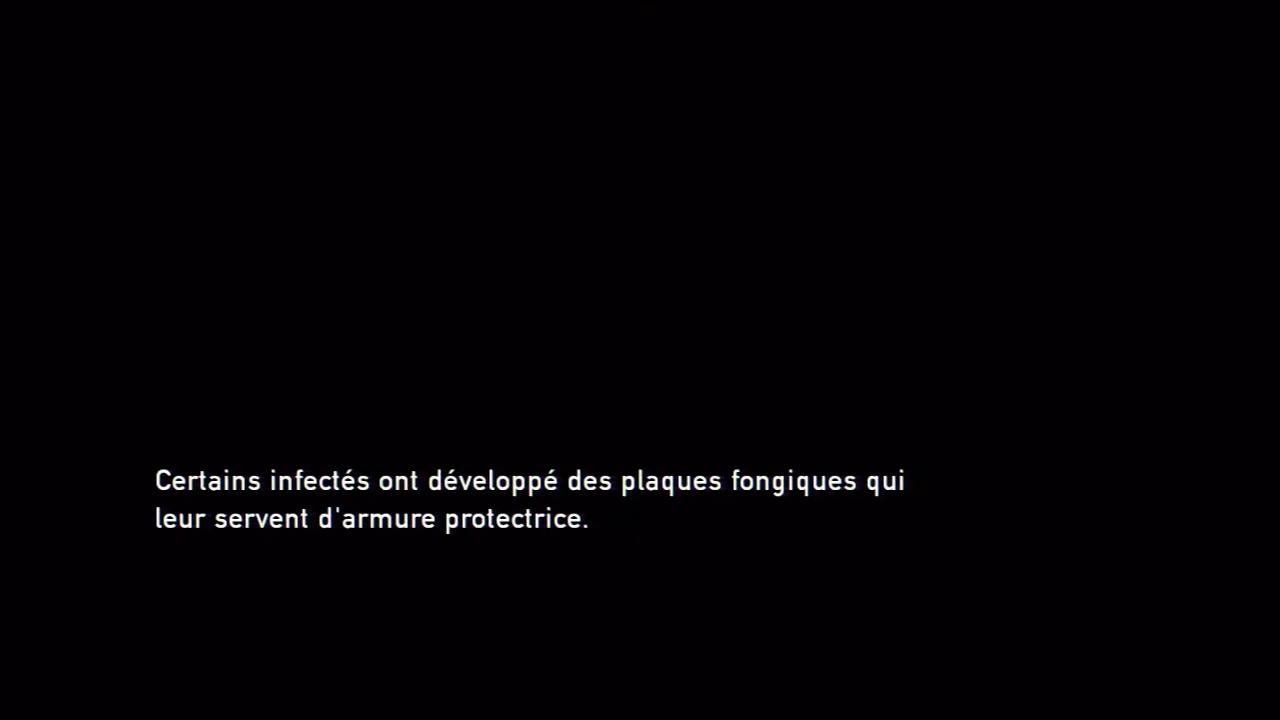 Certains infectés ont développé des plaques fongiques qui
leur servent d'armure protectrice.